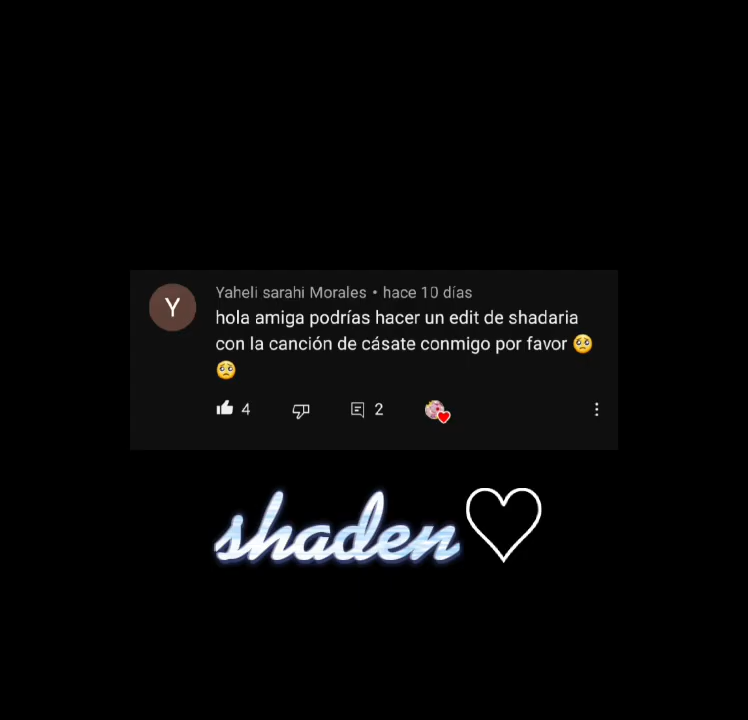 Y
Yaheli sarahi Morales • hace 10 días
hola amiga podrías hacer un edit de shadaria
con la canción de cásate conmigo por favor 🥺
🥺
4 2
shaden♡